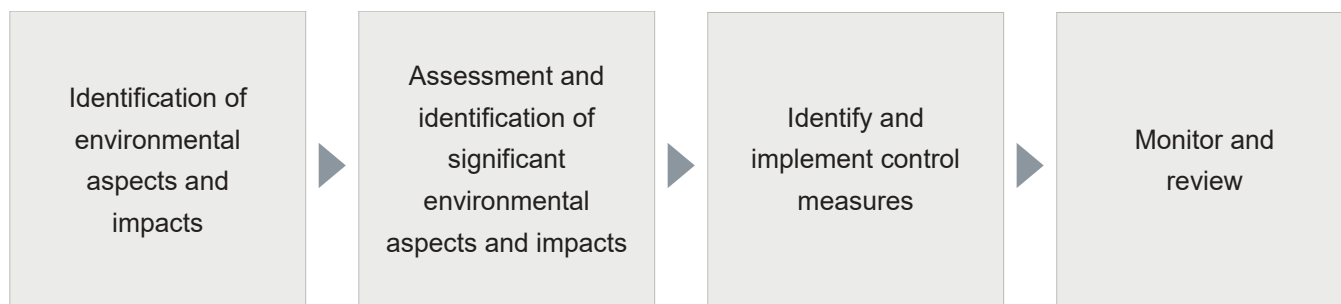 Identification of
environmental
aspects and
impacts
Assessment and
identification of
significant
environmental
aspects and impacts
Identify and
implement control
measures
Monitor and
review